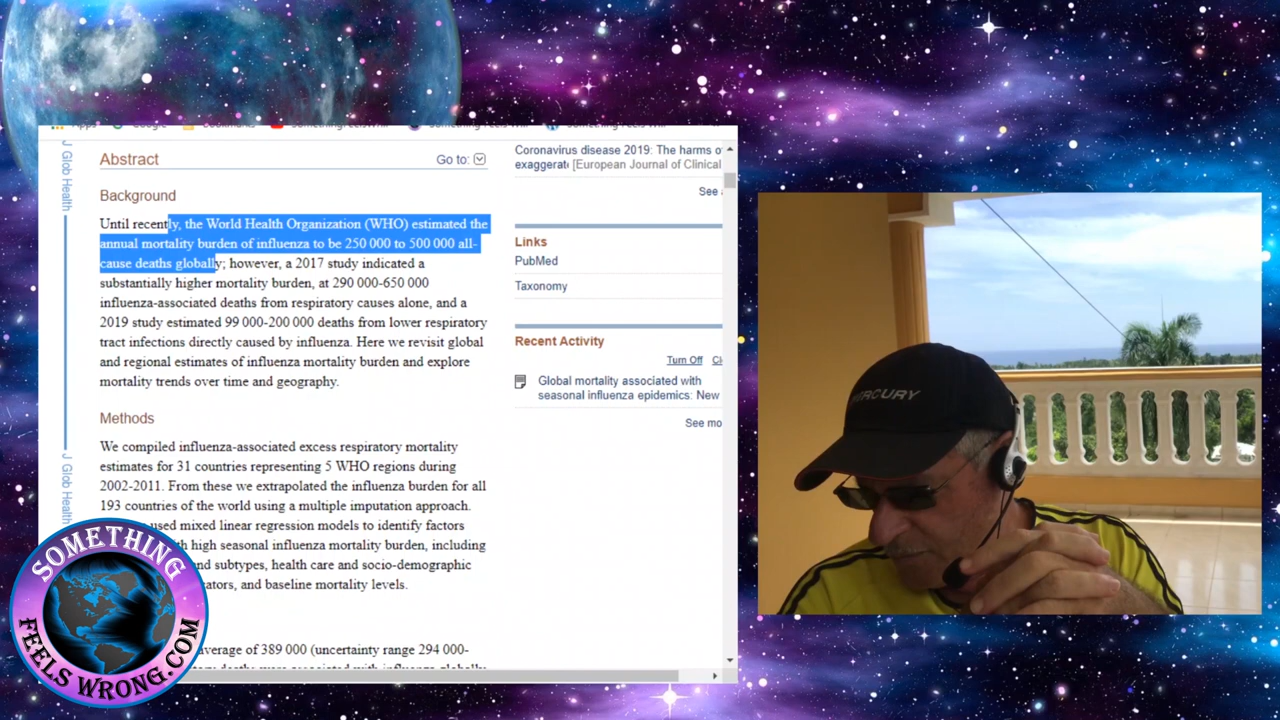 Abstract
Go to:
Background
Until recently, the World Health Organization (WHO) estimated the
annual mortality burden of influenza to be 250 000 to 500 000 all-
cause deaths globally; however, a 2017 study indicated a
substantially higher mortality burden, at 290 000-650 000
influenza-associated deaths from respiratory causes alone, and a
2019 study estimated 99 000-200 000 deaths from lower respiratory
tract infections directly caused by influenza. Here we revisit global
and regional estimates of influenza mortality burden and explore
mortality trends over time and geography.
Methods
We compiled influenza-associated excess respiratory mortality
estimates for 31 countries representing 5 WHO regions during
2002-2011. From these we extrapolated the influenza burden for all
193 countries of the world using a multiple imputation approach.
used mixed linear regression models to identify factors
high seasonal influenza mortality burden, including
subtypes, health care and socio-demographic
and baseline mortality levels.
average of 389 000 (uncertainty range 294 000-
J Glob Health
J Glob Health
Coronavirus disease 2019: The harms o
exaggerat [European Journal of Clinical
See
Links
PubMed
Taxonomy
Recent Activity
Turn Off
Global mortality associated with
seasonal influenza epidemics: New
See mo
SOMETHING
FEELS WRONG.COM
MERCURY